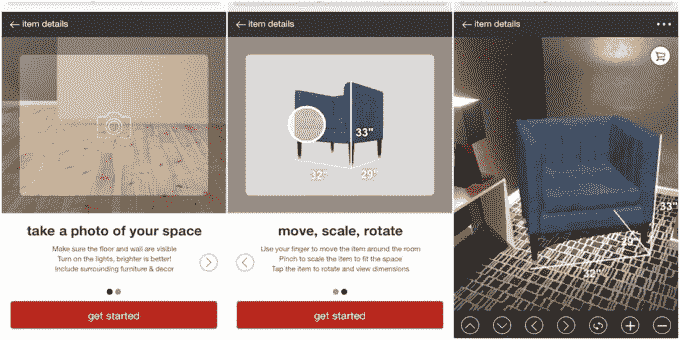 item details
take a photo of your space
Make sure the floor and wall are visible
Turn on the lights, brighter is better!
Include surrounding furniture & decor
get started
item details
33"
32"
29"
move, scale, rotate
Use your finger to move the item around the room
Pinch to scale the item to fit the space
Tap the item to rotate and view dimensions
get started
item details
33"
32"